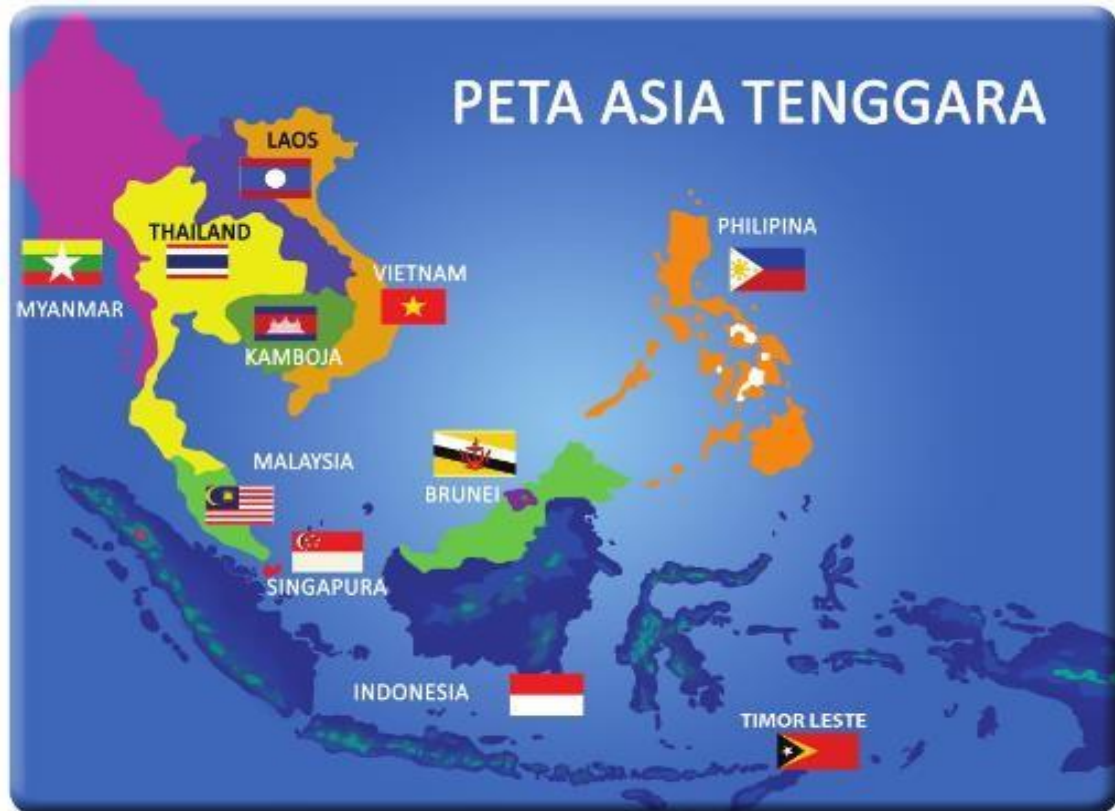 PETA ASIA TENGGARA
LAOS
PHILIPINA
THAILAND
VIETNAM
MYANMAR
KAMBOJA
MALAYSIA
BRUNEI
SINGAPURA
INDONESIA
TIMOR LESTE